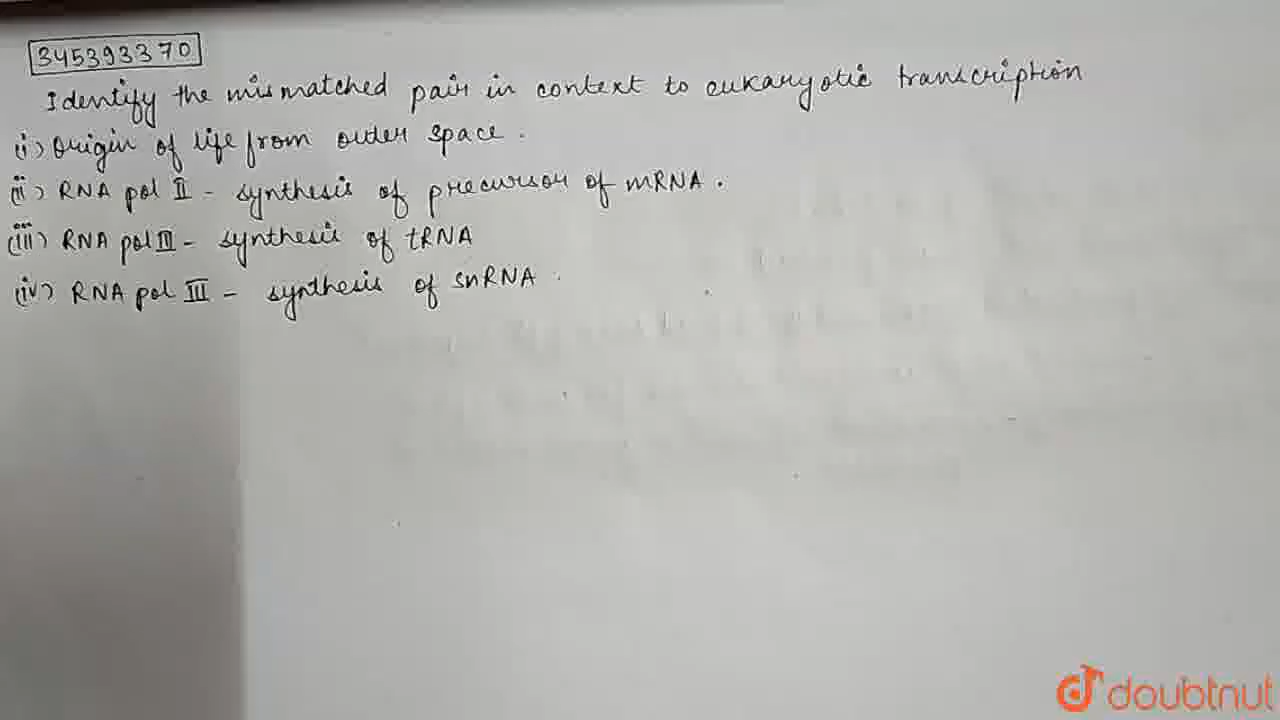 345393370
Identify the mismatched pair in context to eukaryotic transcription
(i) Origin of life from outer space.
(ii) RNA pol II - synthesis of precursor of mRNA.
(iii) RNA pol III - synthesis of tRNA
(iv) RNA pol III - synthesis of snRNA.
doubtnut